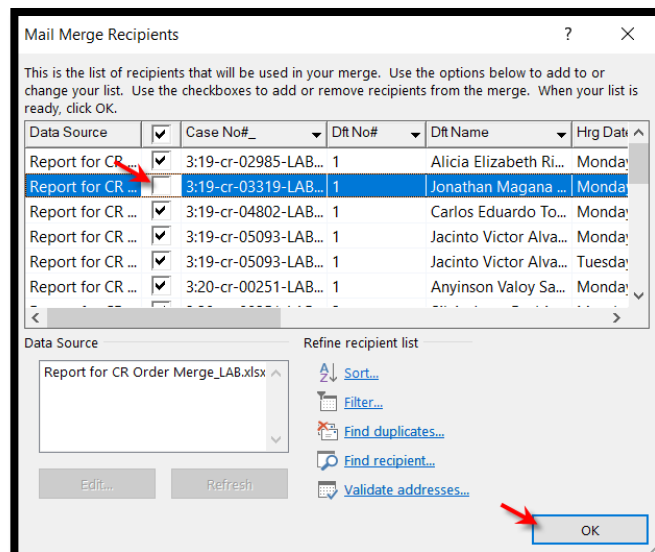 Mail Merge Recipients ? ×
This is the list of recipients that will be used in your merge. Use the options below to add to or
change your list. Use the checkboxes to add or remove recipients from the merge. When your list is
ready, click OK.
Data Source Case No#_ Dft No# Dft Name Hrg Date
Report for CR ... 3:19-cr-02985-LAB... 1 Alicia Elizabeth Ri... Monday
Report for CR ... 3:19-cr-03319-LAB... 1 Jonathan Magana ... Monday
Report for CR ... 3:19-cr-04802-LAB... 1 Carlos Eduardo To... Monday
Report for CR ... 3:19-cr-05093-LAB... 1 Jacinto Victor Alva... Monday
Report for CR ... 3:19-cr-05093-LAB... 1 Jacinto Victor Alva... Tuesday
Report for CR ... 3:20-cr-00251-LAB... 1 Anyinson Valoy Sa... Monday
Data Source
Report for CR Order Merge_LAB.xlsx
Edit...
Refresh
Refine recipient list
Sort...
Filter...
Find duplicates...
Find recipient...
Validate addresses...
OK